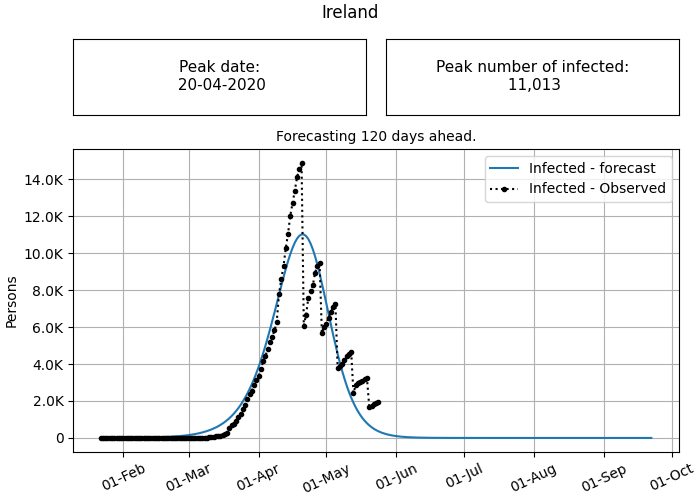 Ireland
Peak date:
20-04-2020
Peak number of infected:
11,013
Forecasting 120 days ahead.
Infected - forecast
Infected - Observed
Persons
14.0K
12.0K
10.0K
8.0K
6.0K
4.0K
2.0K
0
01-Feb
01-Mar
01-Apr
01-May
01-Jun
01-Jul
01-Aug
01-Sep
01-Oct